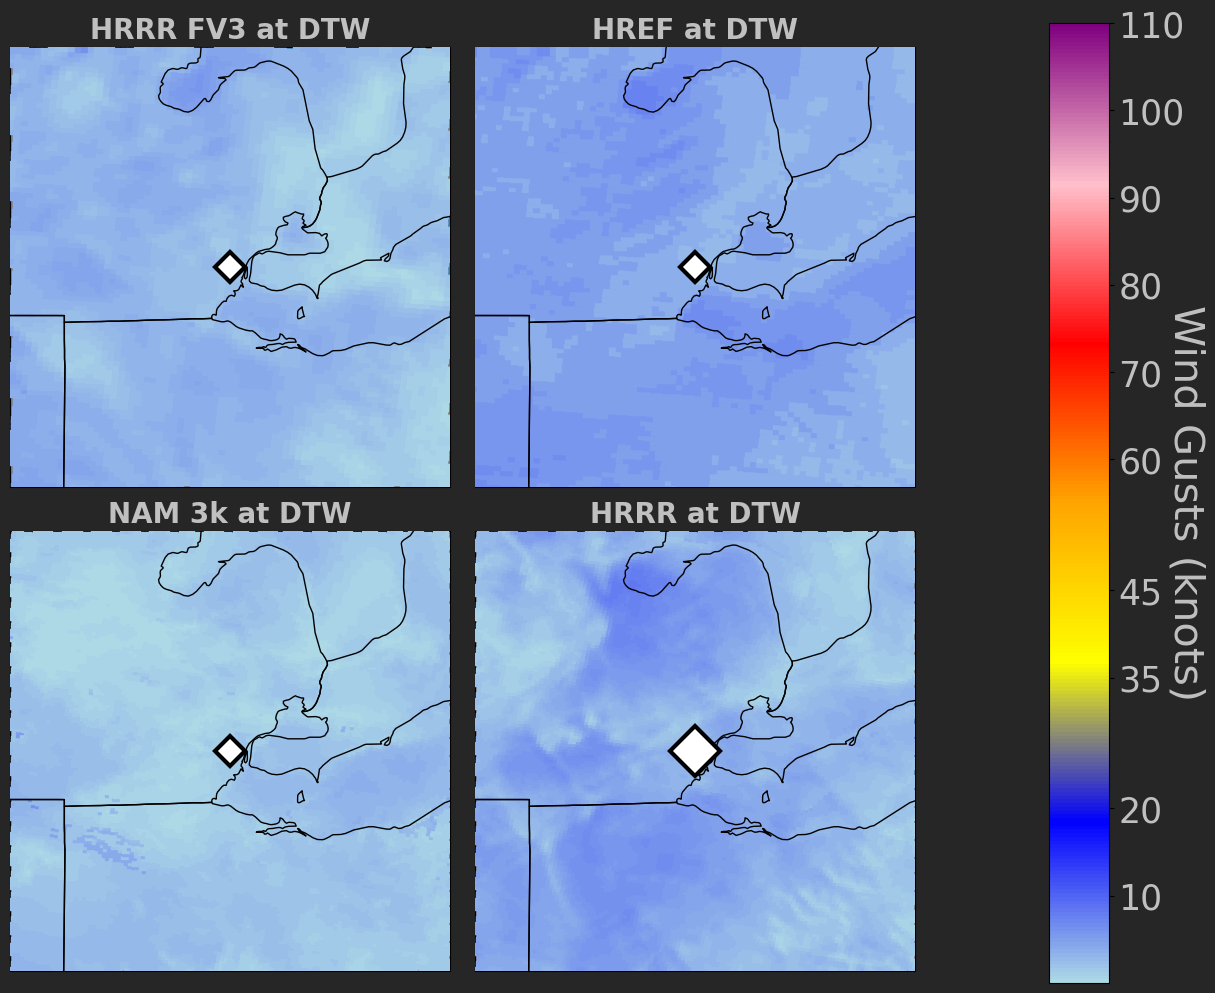 HRRR FV3 at DTW
HREF at DTW
NAM 3k at DTW
HRRR at DTW
110
100
90
80
70
60
45
35
20
10
Wind Gusts (knots)